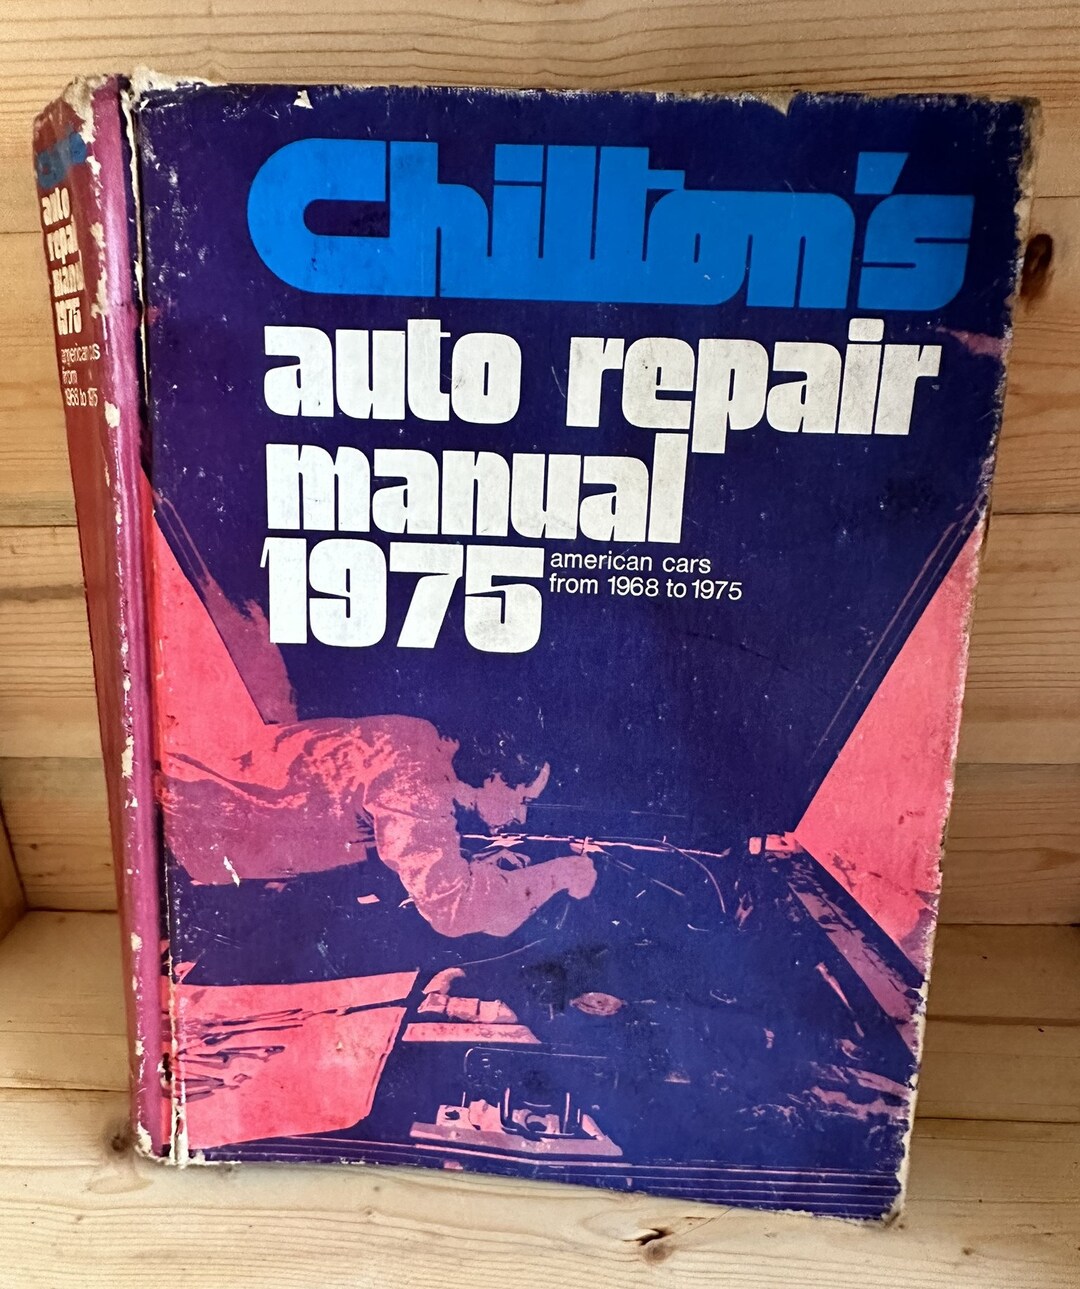 Chilton's
auto repair
manual
1975
american cars
from 1968 to 1975
auto
repair
manual
1975
american cars
from
1968 to 1975